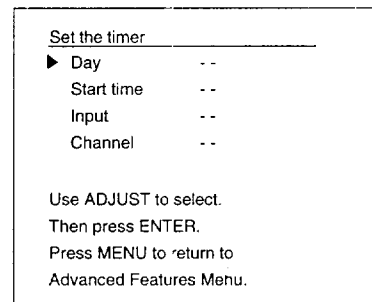 Set the timer
▶ Day - -
Start time - -
Input - -
Channel - -
Use ADJUST to select.
Then press ENTER.
Press MENU to return to
Advanced Features Menu.